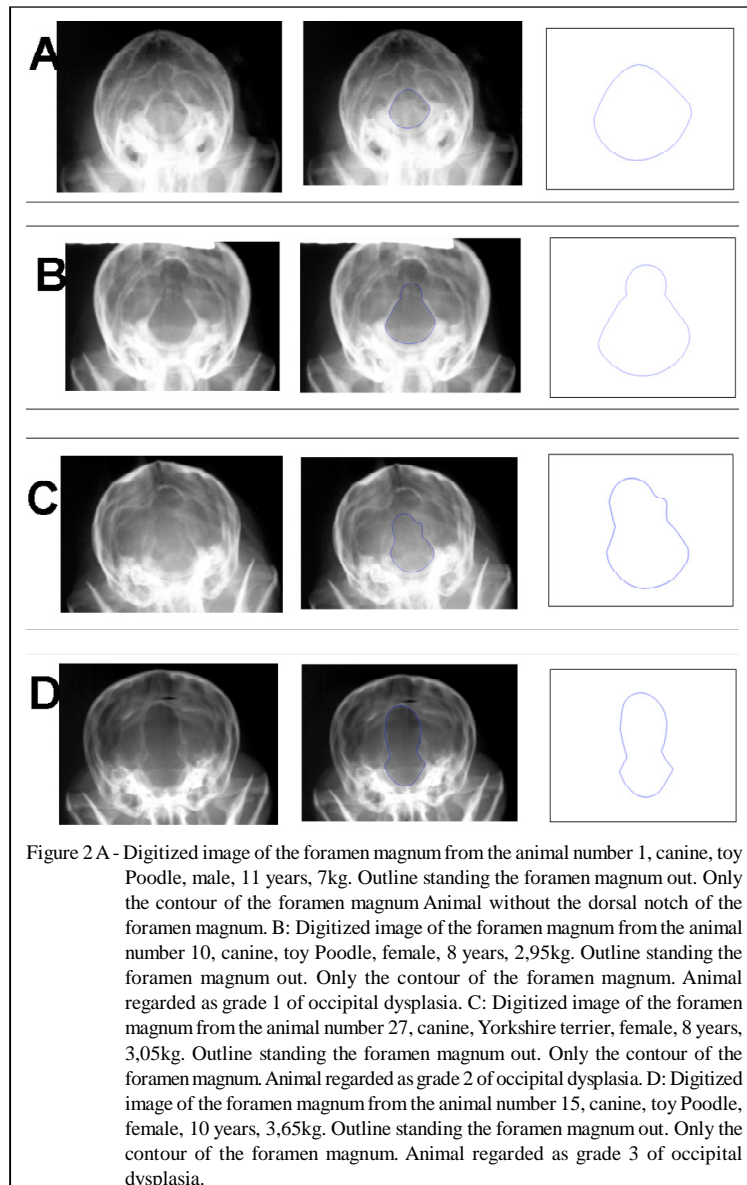 A
B
C
D
Figure 2 A - Digitized image of the foramen magnum from the animal number 1, canine, toy
Poodle, male, 11 years, 7kg. Outline standing the foramen magnum out. Only
the contour of the foramen magnum Animal without the dorsal notch of the
foramen magnum. B: Digitized image of the foramen magnum from the animal
number 10, canine, toy Poodle, female, 8 years, 2,95kg. Outline standing the
foramen magnum out. Only the contour of the foramen magnum. Animal
regarded as grade 1 of occipital dysplasia. C: Digitized image of the foramen
magnum from the animal number 27, canine, Yorkshire terrier, female, 8 years,
3,05kg. Outline standing the foramen magnum out. Only the contour of the
foramen magnum. Animal regarded as grade 2 of occipital dysplasia. D: Digitized
image of the foramen magnum from the animal number 15, canine, toy Poodle,
female, 10 years, 3,65kg. Outline standing the foramen magnum out. Only the
contour of the foramen magnum. Animal regarded as grade 3 of occipital
dysplasia.